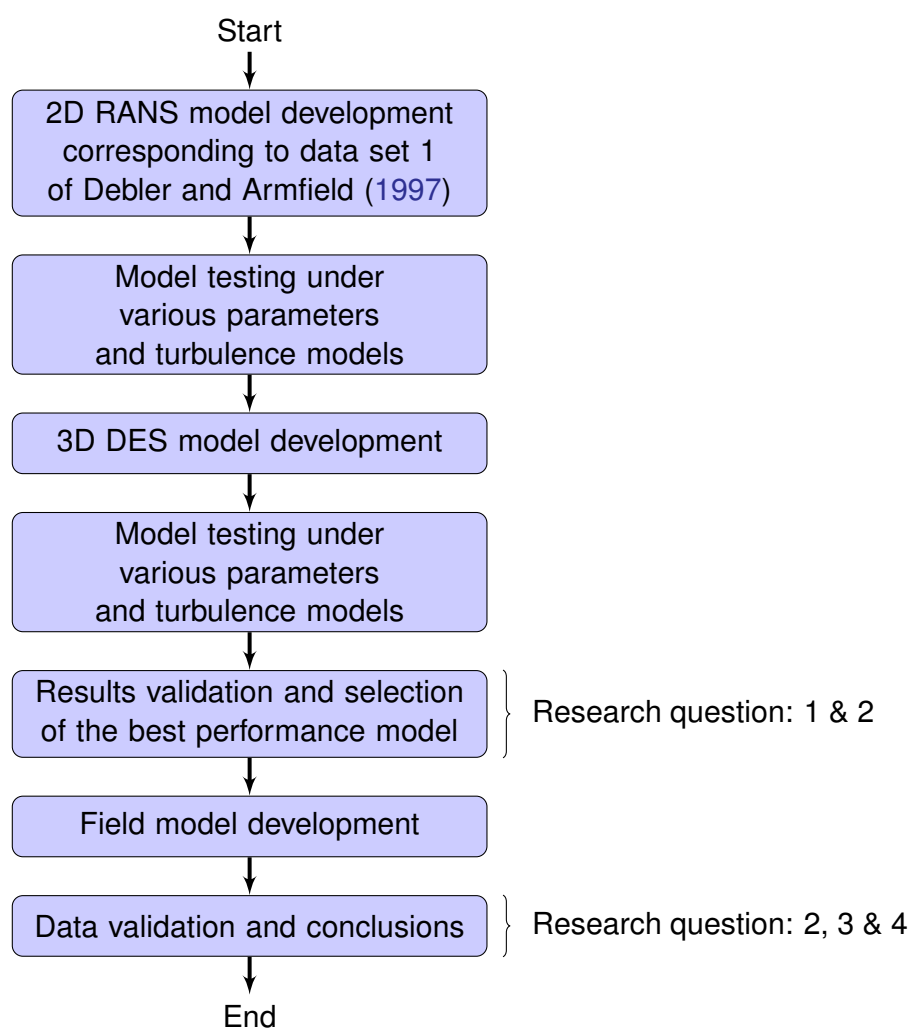 Start
2D RANS model development
corresponding to data set 1
of Debler and Armfield (1997)
Model testing under
various parameters
and turbulence models
3D DES model development
Model testing under
various parameters
and turbulence models
Results validation and selection
of the best performance model
Research question: 1 & 2
Field model development
Data validation and conclusions
Research question: 2, 3 & 4
End